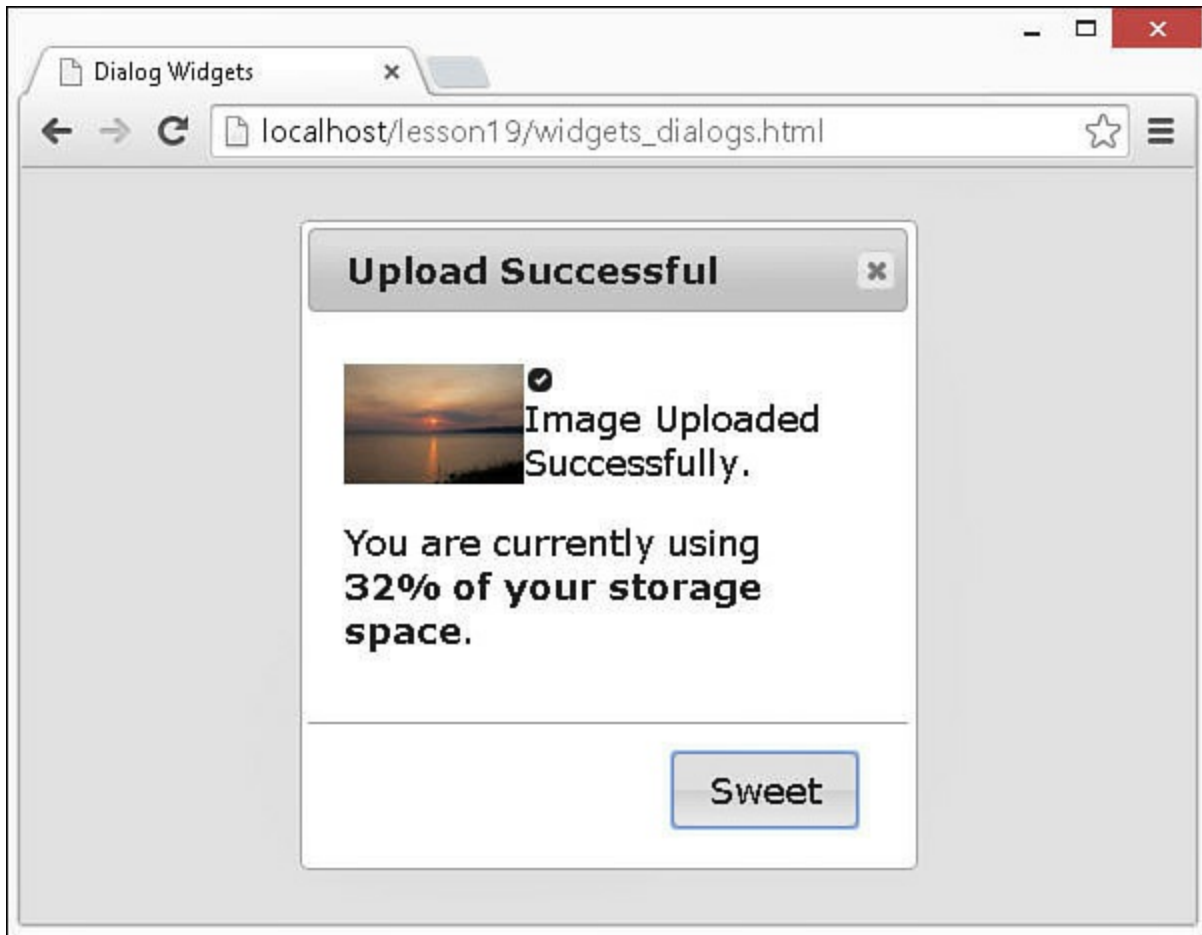 Dialog Widgets
localhost/lesson19/widgets_dialogs.html
Upload Successful
Image Uploaded
Successfully.
You are currently using
32% of your storage
space.
Sweet